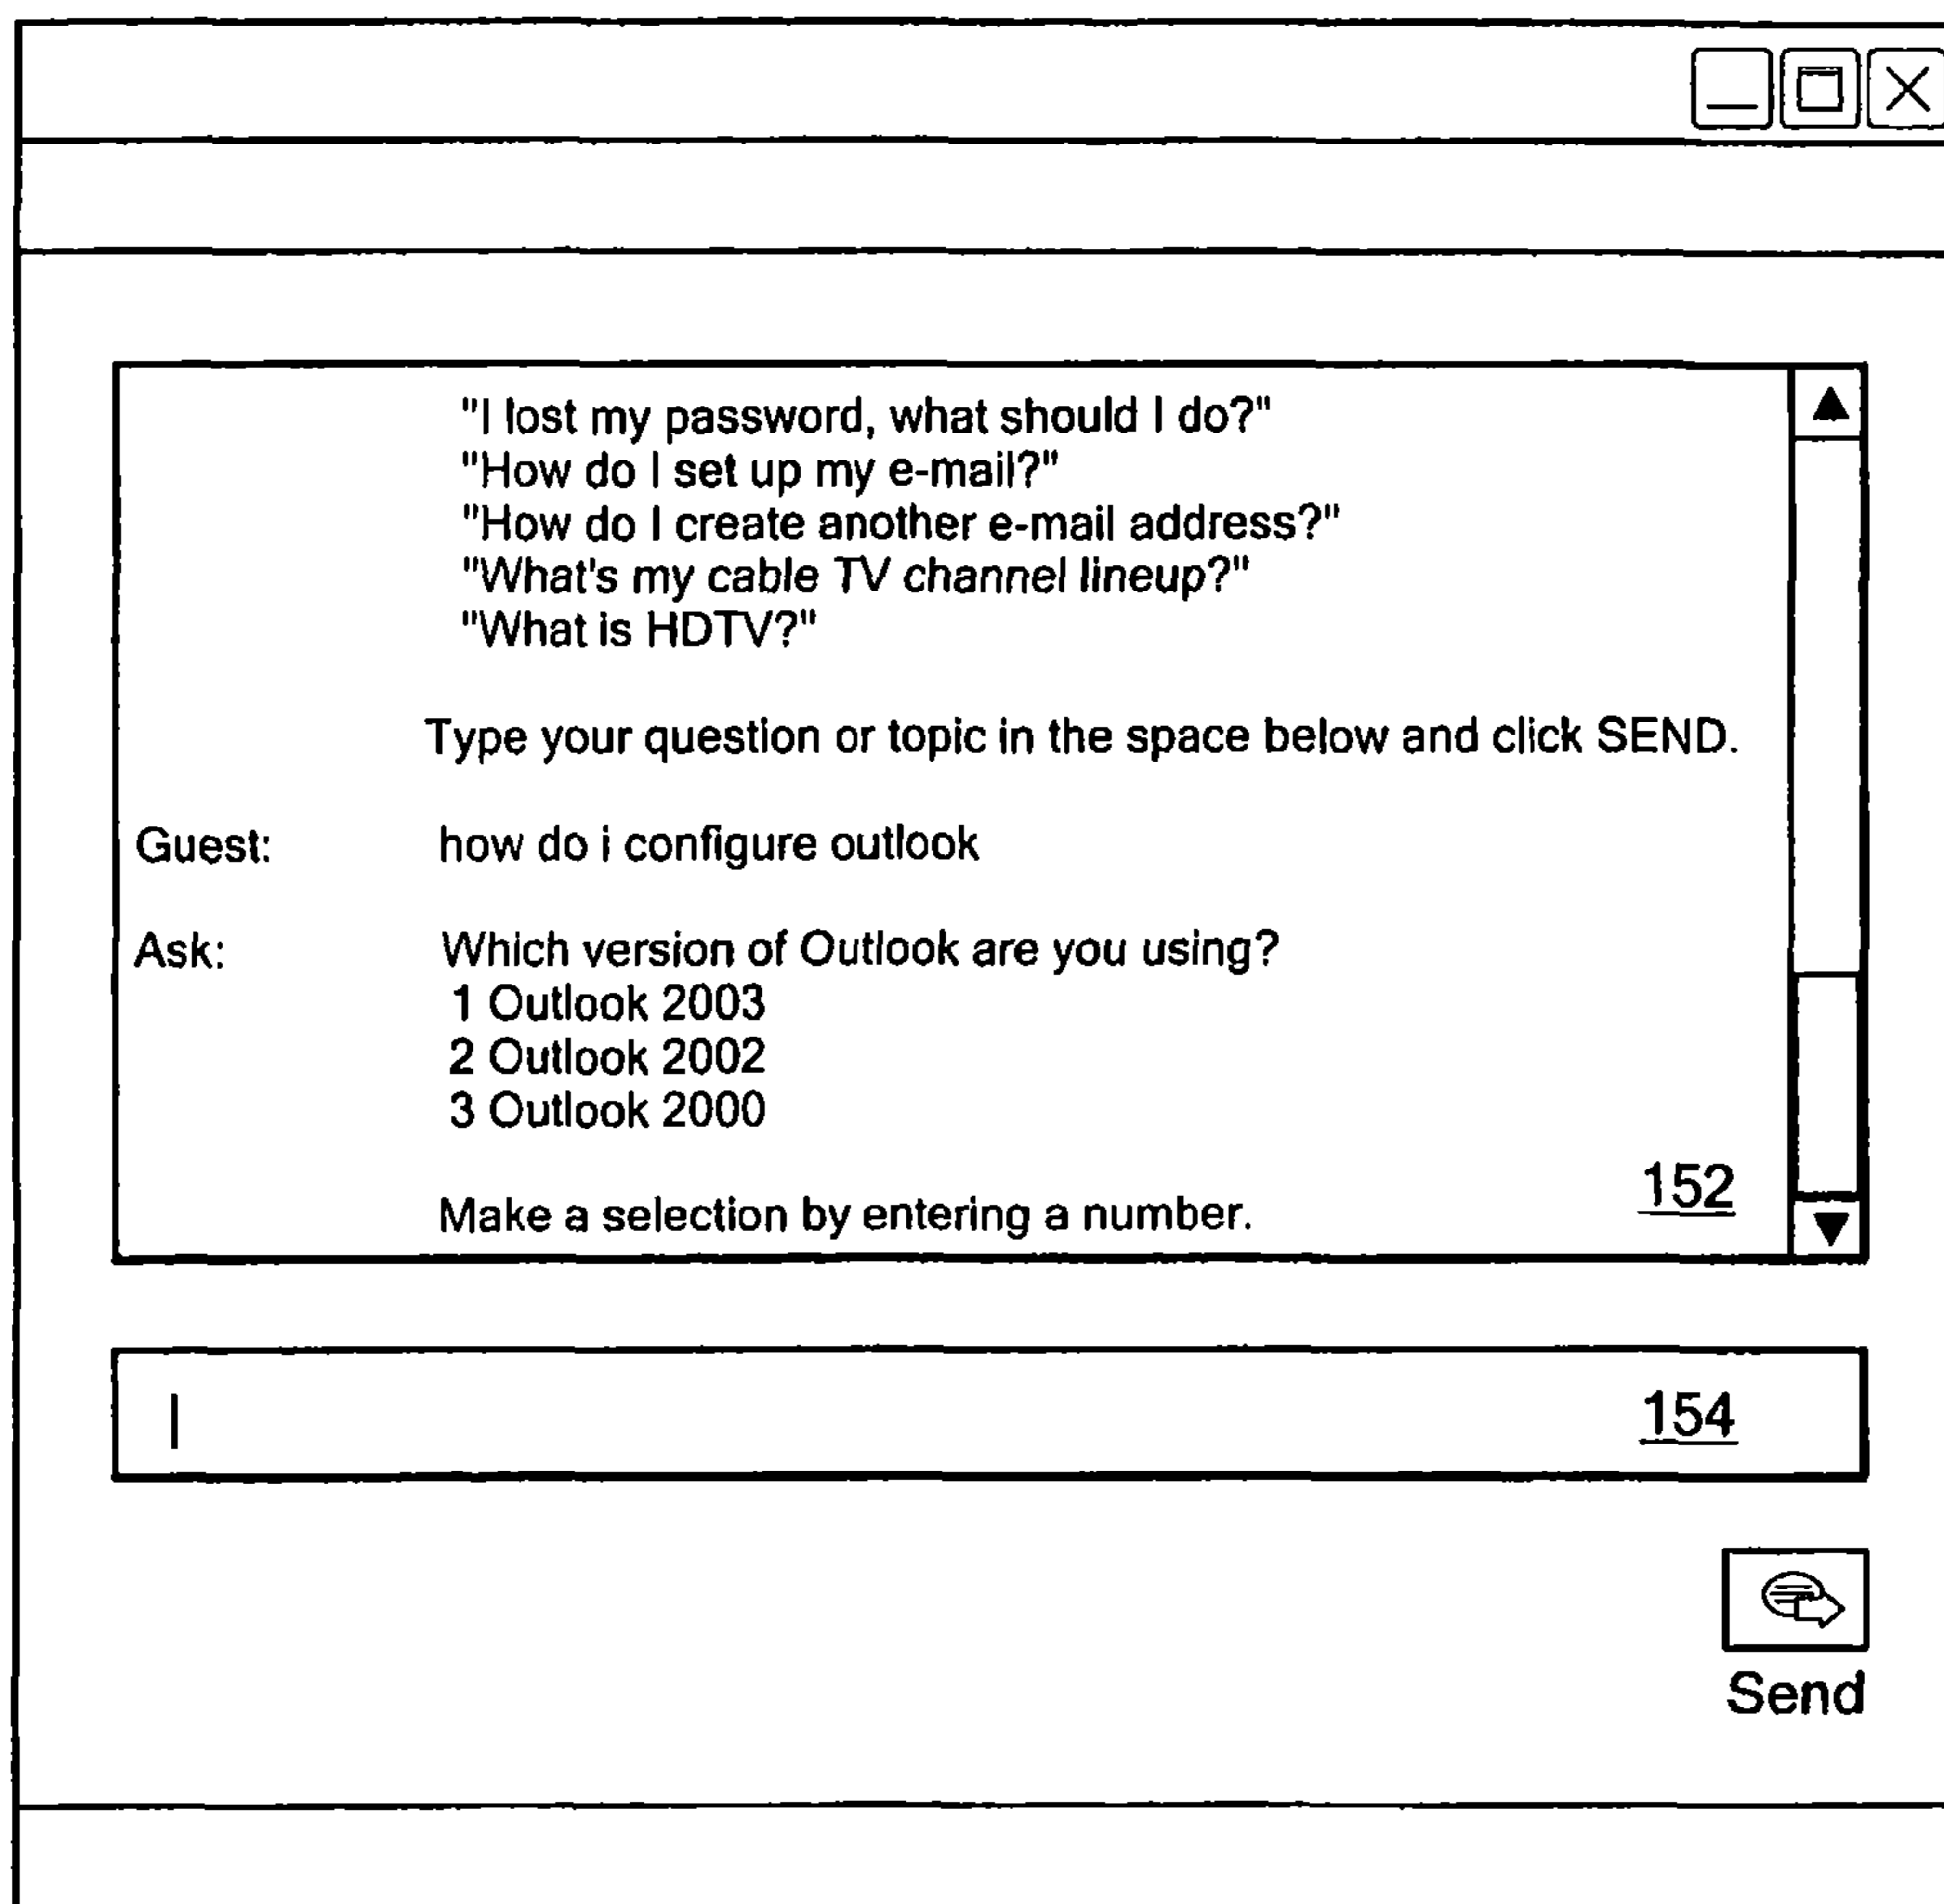 "I lost my password, what should I do?"
"How do I set up my e-mail?"
"How do I create another e-mail address?"
"What's my cable TV channel lineup?"
"What is HDTV?"
Type your question or topic in the space below and click SEND.
Guest: how do i configure outlook
Ask: Which version of Outlook are you using?
1 Outlook 2003
2 Outlook 2002
3 Outlook 2000
152
Make a selection by entering a number.
154
Send